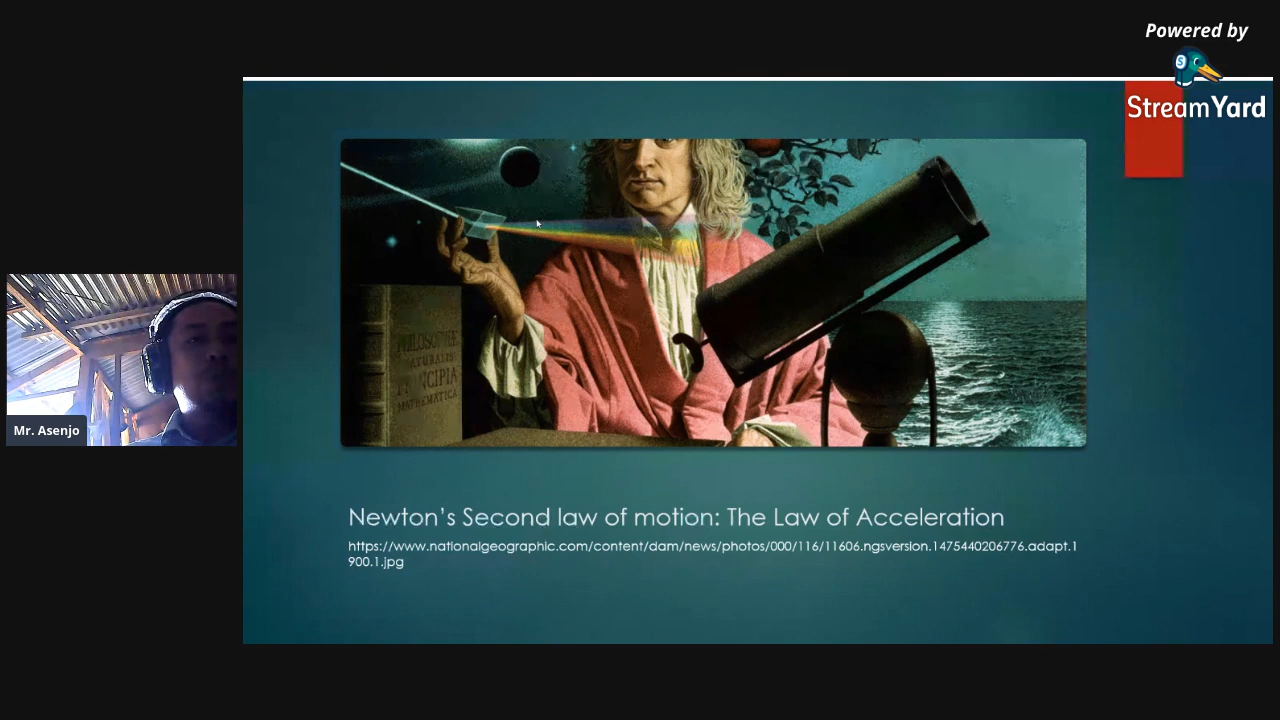 Powered by
StreamYard
PHILOSOPHIÆ
NATURALIS
PRINCIPIA
MATHEMATICA
Mr. Asenjo
Newton’s Second law of motion: The Law of Acceleration
https://www.nationalgeographic.com/content/dam/news/photos/000/116/11606.ngsversion.1475440206776.adapt.1
900.1.jpg